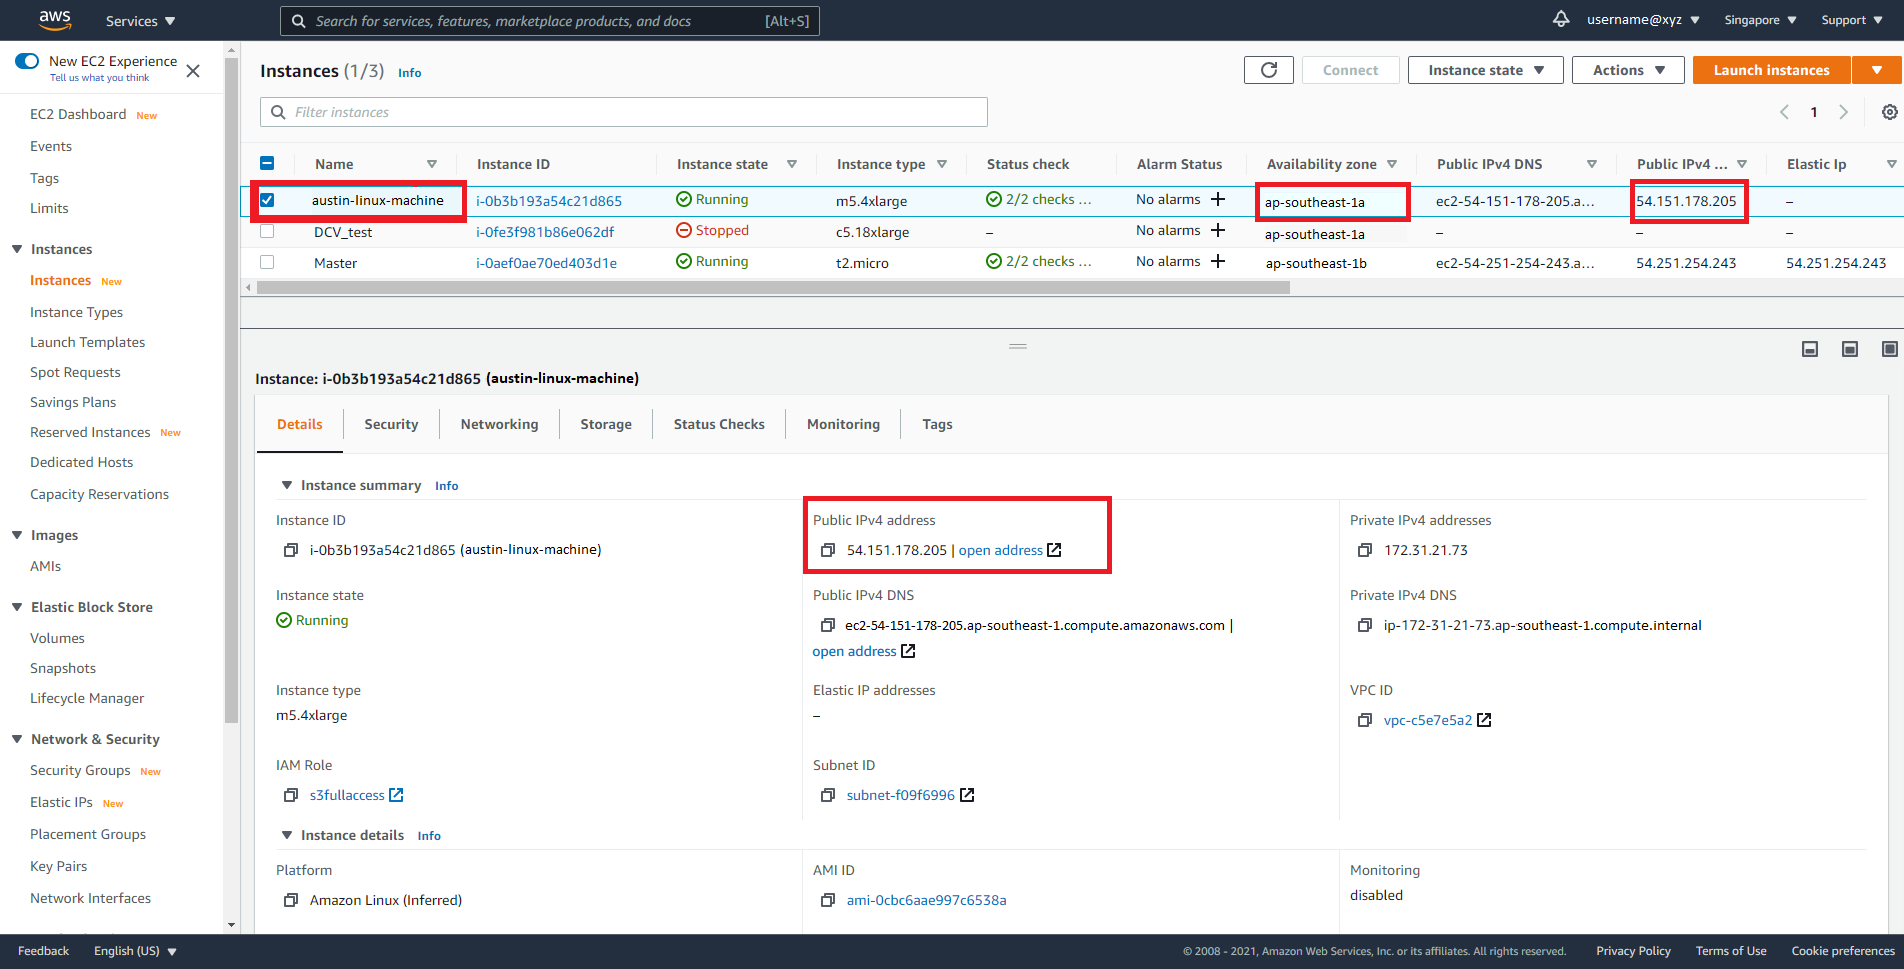 aws Services Search for services, features, marketplace products, and docs [Alt+S] username@xyz Singapore Support
New EC2 Experience
Tell us what you think
EC2 Dashboard New
Events
Tags
Limits
Instances
Instances New
Instance Types
Launch Templates
Spot Requests
Savings Plans
Reserved Instances New
Dedicated Hosts
Capacity Reservations
Images
AMIs
Elastic Block Store
Volumes
Snapshots
Lifecycle Manager
Network & Security
Security Groups New
Elastic IPs New
Placement Groups
Key Pairs
Network Interfaces
Instances (1/3) Info Connect Instance state Actions Launch instances
Filter instances 1
Name Instance ID Instance state Instance type Status check Alarm Status Availability zone Public IPv4 DNS Public IPv4 ... Elastic Ip
austin-linux-machine i-0b3b193a54c21d865 Running m5.4xlarge 2/2 checks ... No alarms + ap-southeast-1a ec2-54-151-178-205.a... 54.151.178.205 –
DCV_test i-0fe3f981b86e062df Stopped c5.18xlarge – No alarms + ap-southeast-1a – – –
Master i-0aef0ae70ed403d1e Running t2.micro 2/2 checks ... No alarms + ap-southeast-1b ec2-54-251-254-243.a... 54.251.254.243 54.251.254.243
Instance: i-0b3b193a54c21d865 (austin-linux-machine)
Details Security Networking Storage Status Checks Monitoring Tags
Instance summary Info
Instance ID Public IPv4 address Private IPv4 addresses
i-0b3b193a54c21d865 (austin-linux-machine) 54.151.178.205 | open address 172.31.21.73
Instance state Public IPv4 DNS Private IPv4 DNS
Running ec2-54-151-178-205.ap-southeast-1.compute.amazonaws.com | ip-172-31-21-73.ap-southeast-1.compute.internal
open address
Instance type Elastic IP addresses VPC ID
m5.4xlarge – vpc-c5e7e5a2
IAM Role Subnet ID
s3fullaccess subnet-f09f6996
Instance details Info
Platform AMI ID Monitoring
Amazon Linux (Inferred) ami-0cbc6aae997c6538a disabled
Feedback English (US) © 2008 - 2021, Amazon Web Services, Inc. or its affiliates. All rights reserved. Privacy Policy Terms of Use Cookie preferences